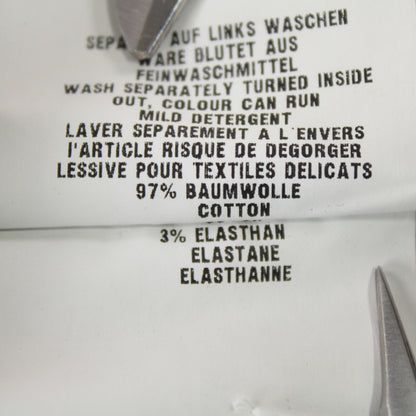 AUF LINKS WASCHEN
WARE BLUTET AUS
FEINWASCHMITTEL
WASH SEPARATELY TURNED INSIDE
OUT, COLOUR CAN RUN
MILD DETERGENT
LAVER SEPAREMENT A L'ENVERS
l'ARTICLE RISQUE DE DEGORGER
LESSIVE POUR TEXTILES DELICATS
97% BAUMWOLLE
COTTON
3% ELASTHAN
ELASTANE
ELASTHANNE